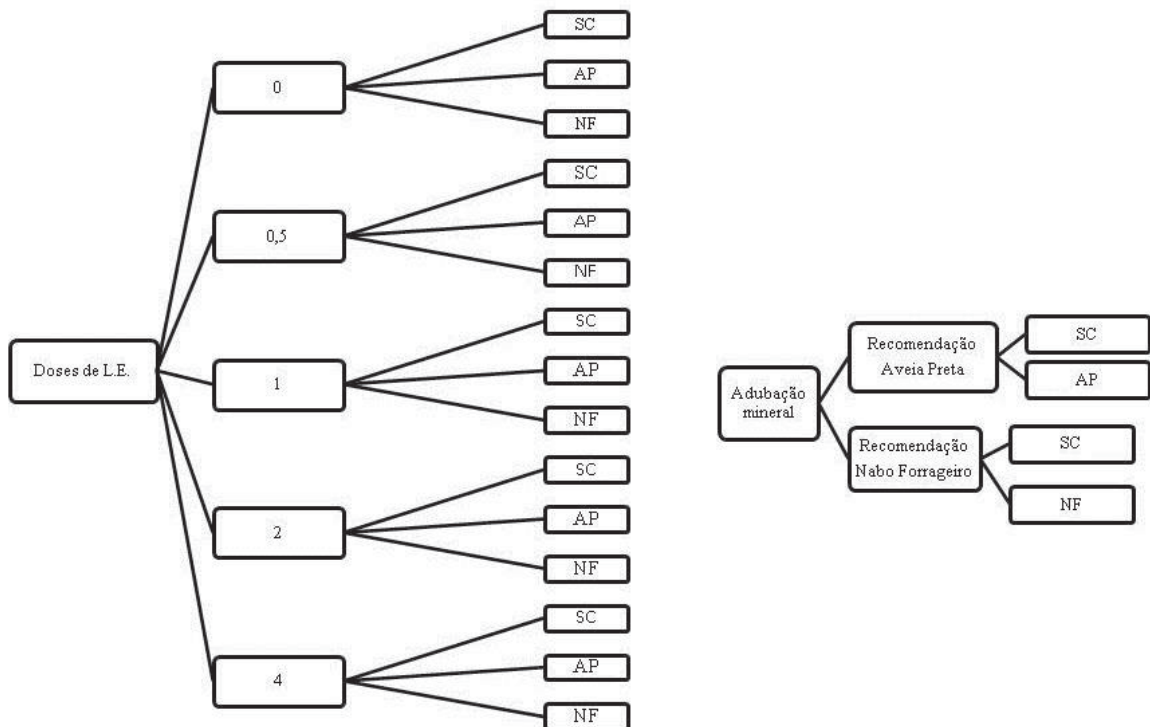 Doses de L.E.
0
SC
AP
NF
0,5
SC
AP
NF
1
SC
AP
NF
2
SC
AP
NF
4
SC
AP
NF
Adubação
mineral
Recomendação
Aveia Preta
SC
AP
Recomendação
Nabo Forrageiro
SC
NF